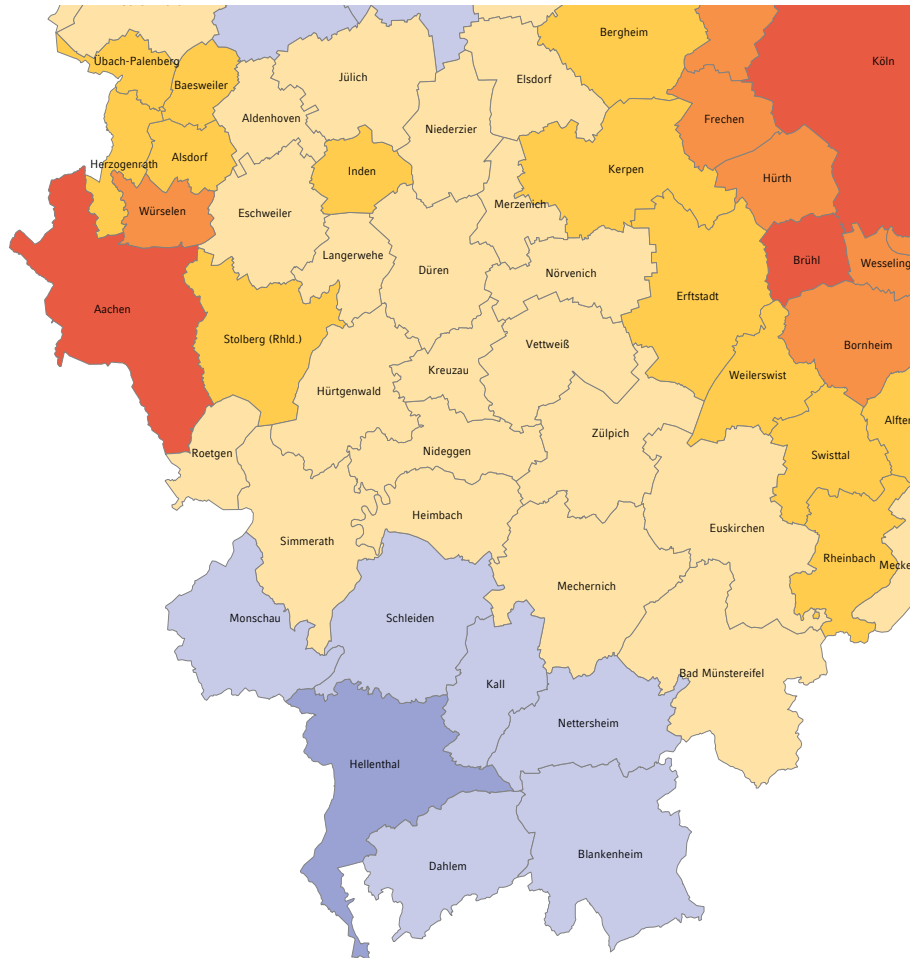 Bergheim
Köln
Übach-Palenberg
Jülich
Elsdorf
Baesweiler
Aldenhoven
Frechen
Niederzier
Alsdorf
Herzogenrath
Inden
Kerpen
Hürth
Würselen
Eschweiler
Merzenich
Langerwehe
Düren
Nörvenich
Brühl
Wesseling
Erftstadt
Aachen
Stolberg (Rhld.)
Vettweiß
Bornheim
Kreuzau
Weilerswist
Hürtgenwald
Alfter
Zülpich
Roetgen
Nideggen
Swisttal
Heimbach
Euskirchen
Simmerath
Rheinbach
Mecke
Mechernich
Monschau
Schleiden
Bad Münstereifel
Kall
Nettersheim
Hellenthal
Blankenheim
Dahlem